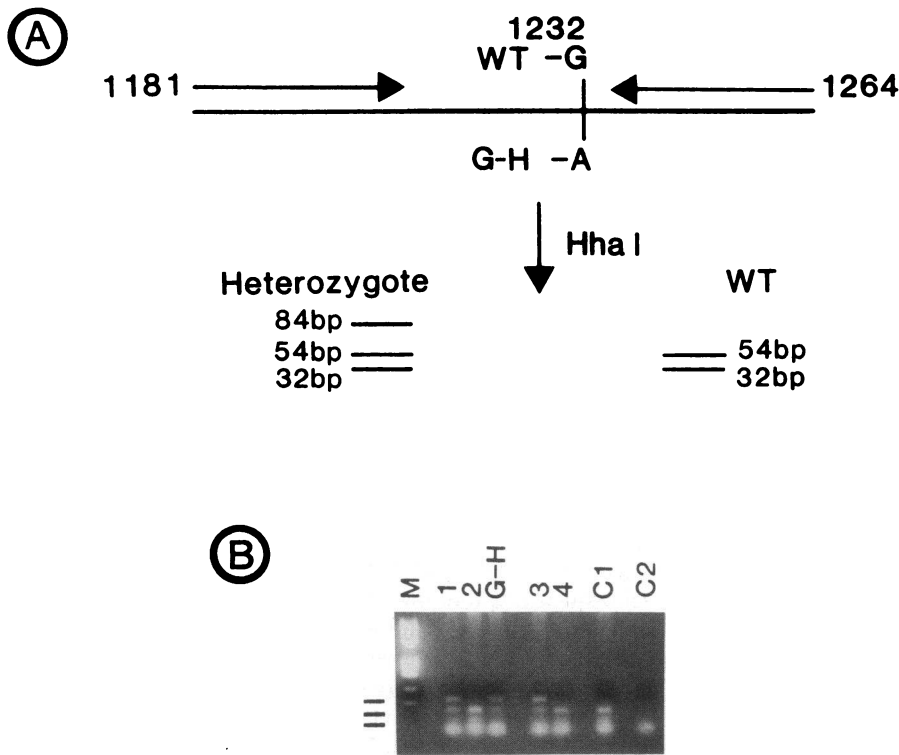 A
1232
WT -G
1181
1264
G-H -A
Hha I
Heterozygote
WT
84bp
54bp
32bp
54bp
32bp
B
M 1 2 G-H 3 4 C1 C2